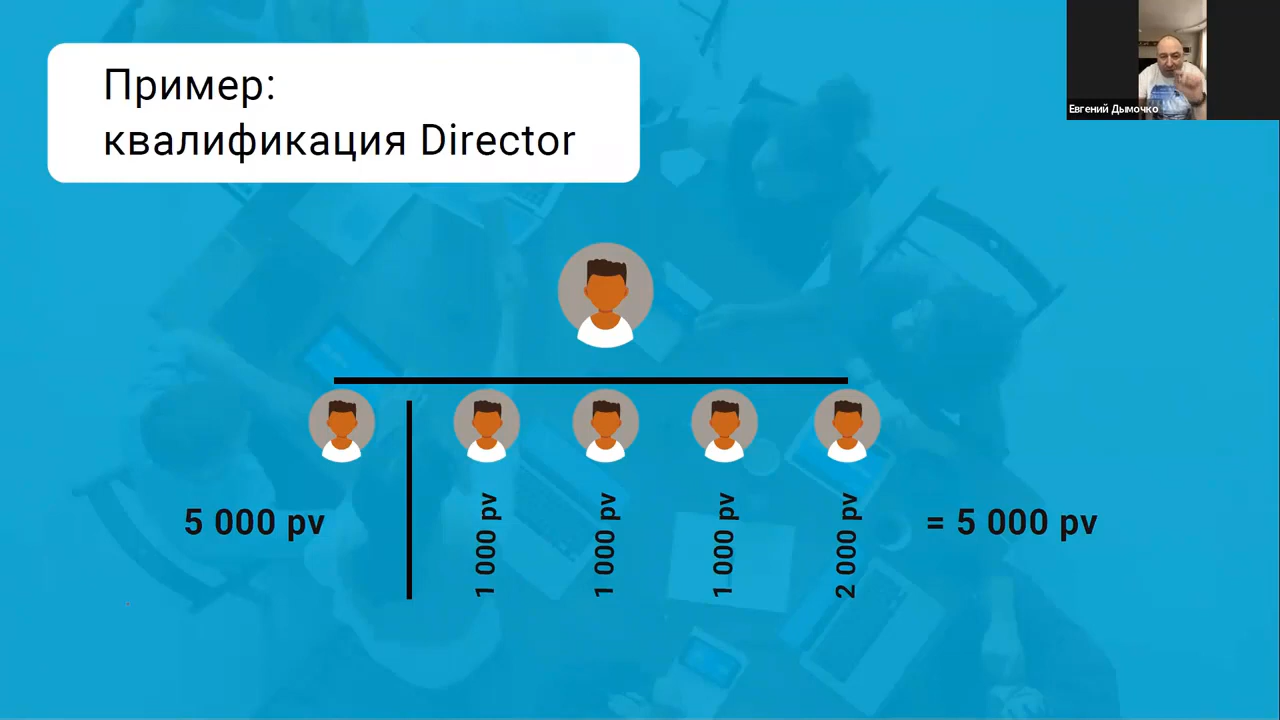 Пример:
квалификация Director
Евгений Дымочко
5 000 pv
1 000 pv
1 000 pv
1 000 pv
2 000 pv
= 5 000 pv